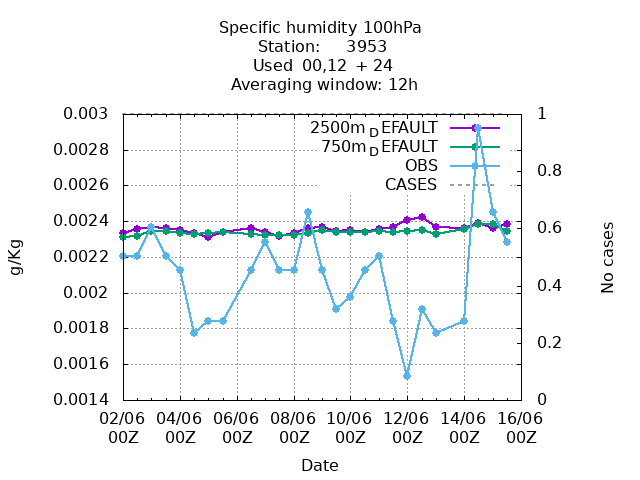 Specific humidity 100hPa
Station: 3953
Used 00,12 + 24
Averaging window: 12h
0.003
0.0028
0.0026
0.0024
0.0022
0.002
0.0018
0.0016
0.0014
g/Kg
2500m_DEFAULT
750m_DEFAULT
OBS
CASES
1
0.8
0.6
0.4
0.2
0
No cases
02/06 04/06 06/06 08/06 10/06 12/06 14/06 16/06
00Z 00Z 00Z 00Z 00Z 00Z 00Z 00Z
Date